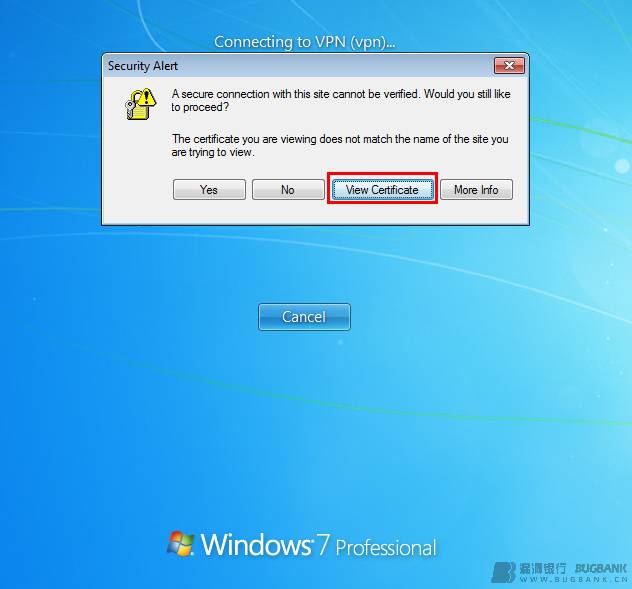 Connecting to VPN (vpn)...
Security Alert
A secure connection with this site cannot be verified. Would you still like
to proceed?
The certificate you are viewing does not match the name of the site you
are trying to view.
Yes No View Certificate More Info
Cancel
Windows 7 Professional
漏洞银行 BUGBANK
WWW.BUGBANK.CN